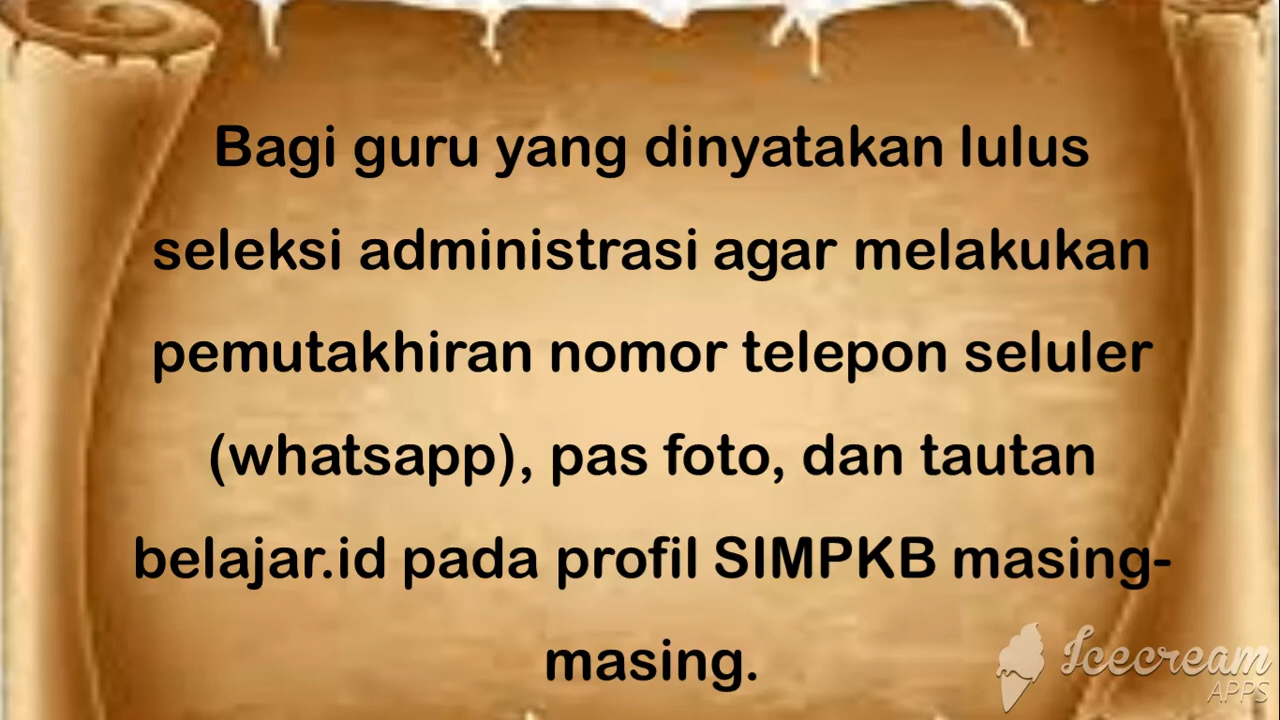 Bagi guru yang dinyatakan lulus
seleksi administrasi agar melakukan
pemutakhiran nomor telepon seluler
(whatsapp), pas foto, dan tautan
belajar.id pada profil SIMPKB masing-
masing.
Icecream
APPS